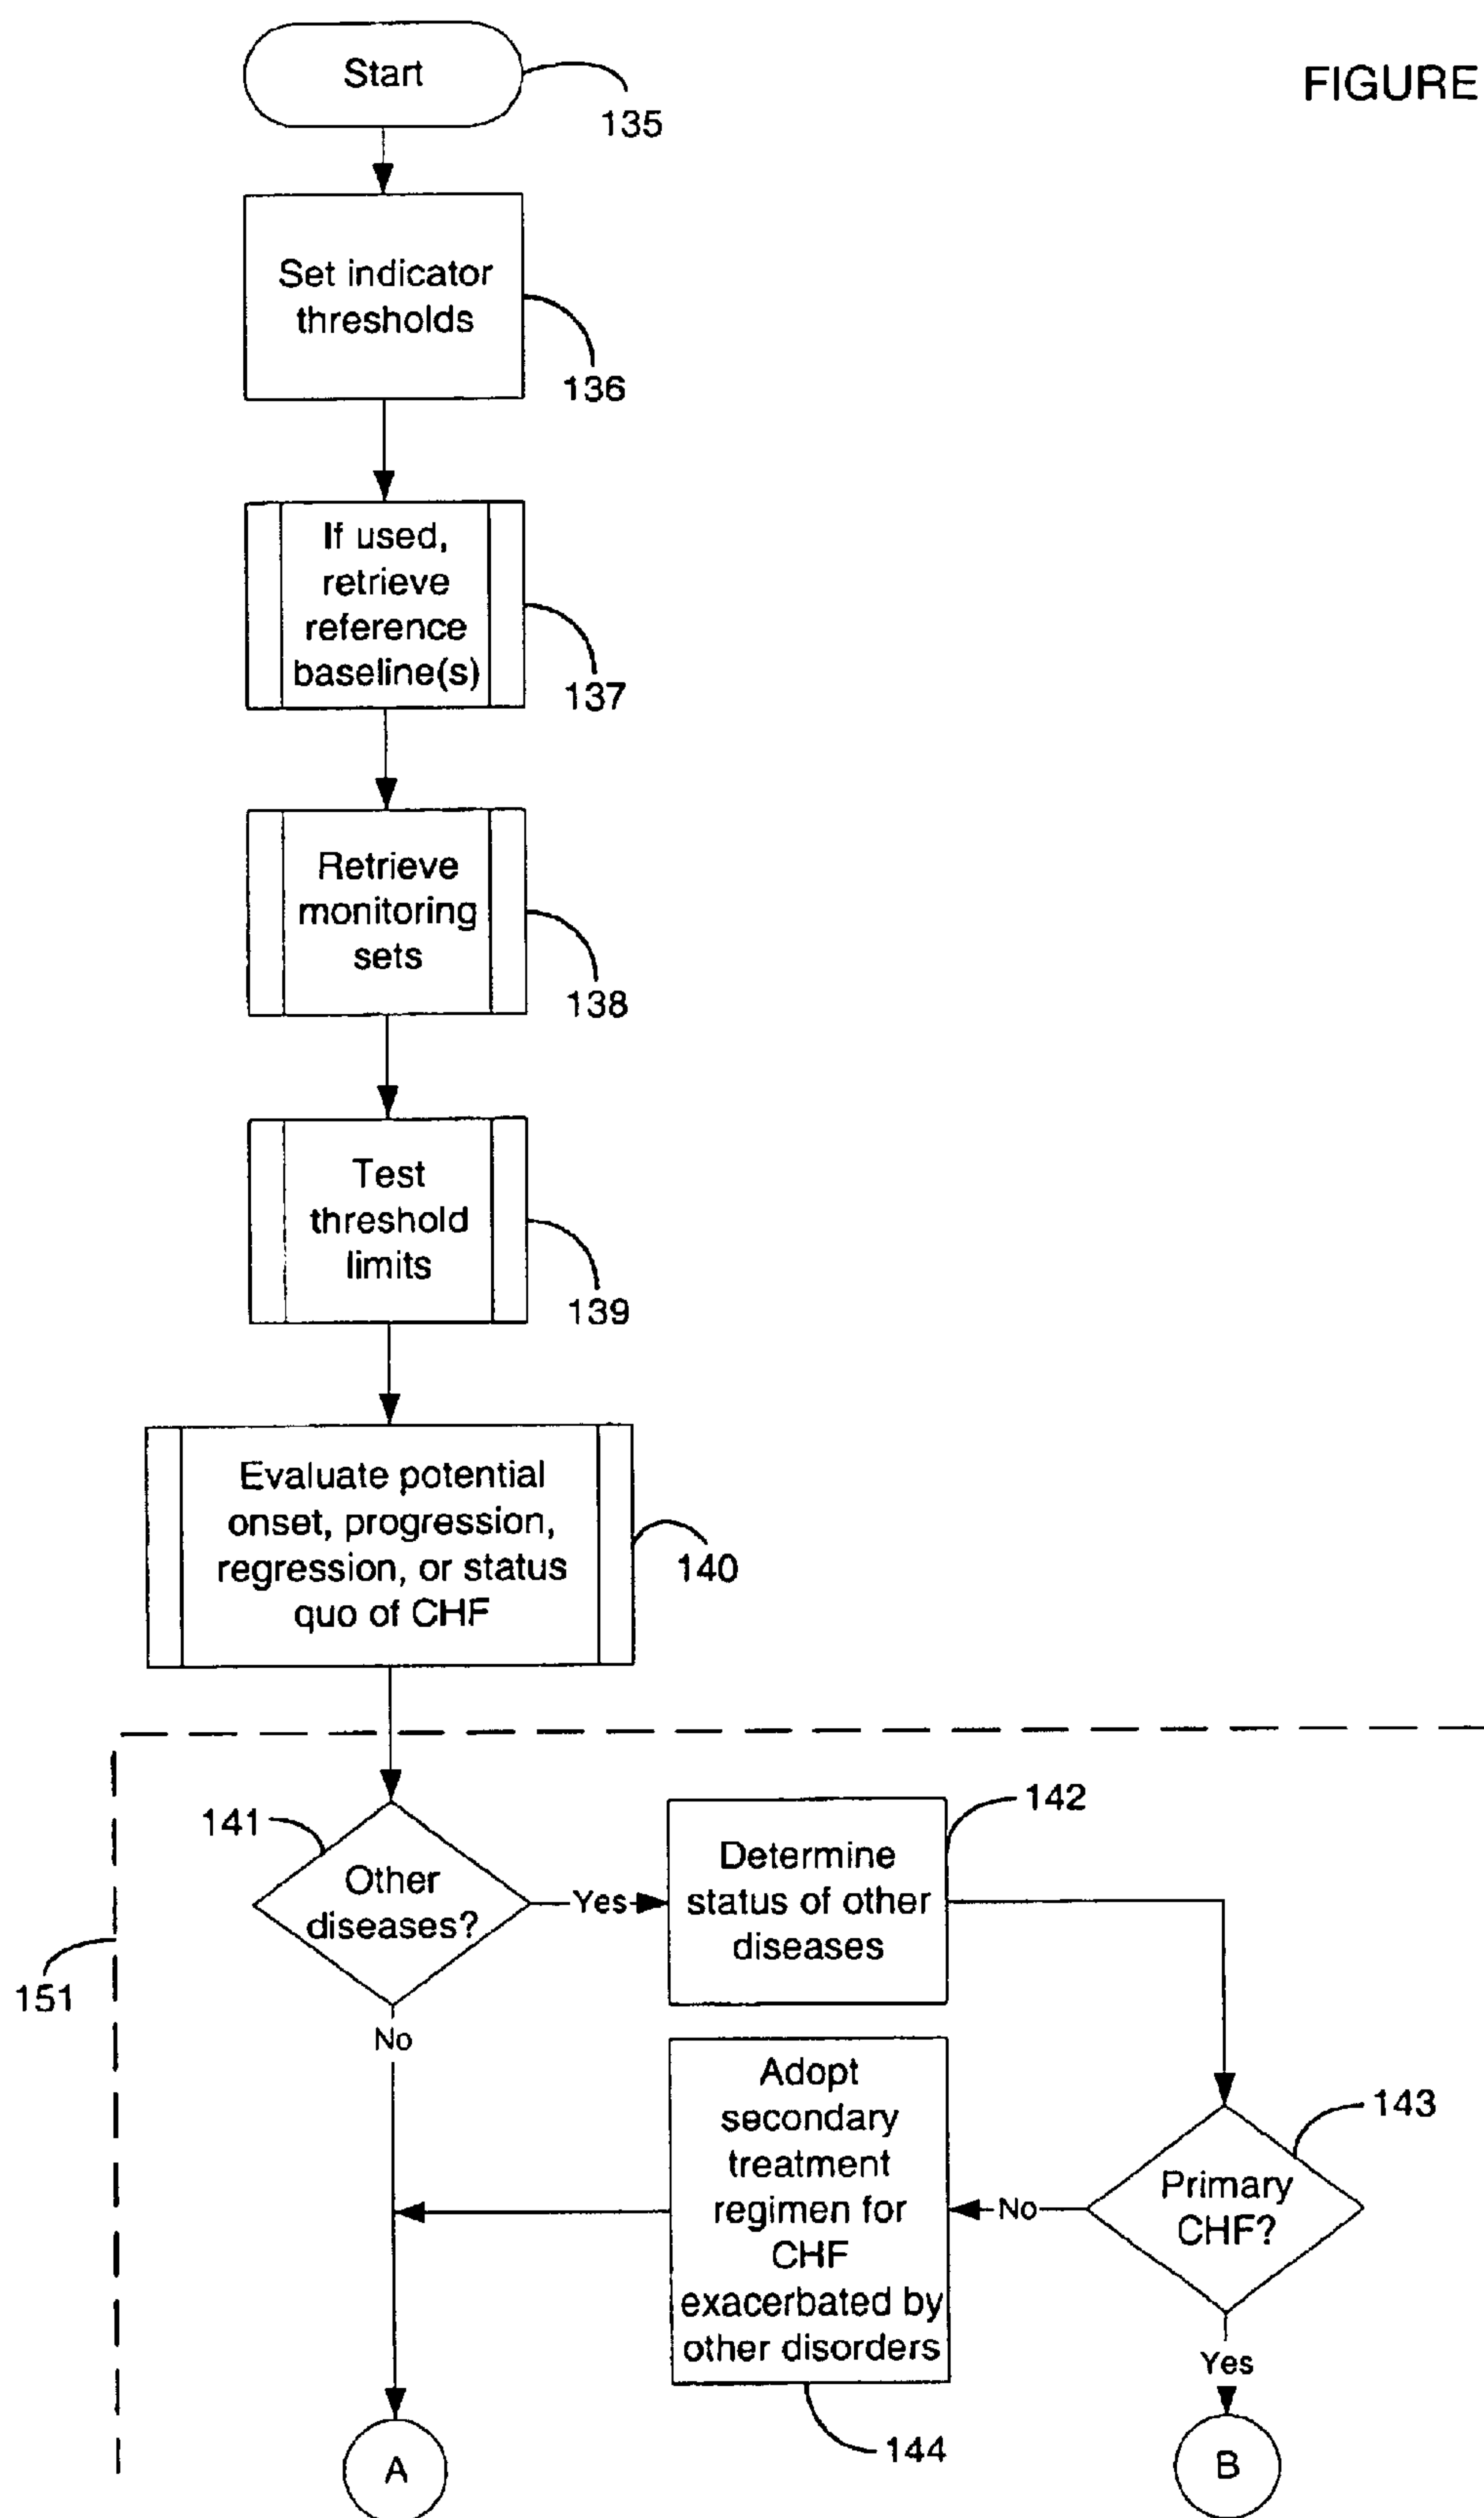 Start
FIGURE
135
Set indicator
thresholds
136
If used,
retrieve
reference
baseline(s)
137
Retrieve
monitoring
sets
138
Test
threshold
limits
139
Evaluate potential
onset, progression,
regression, or status
quo of CHF
140
141
Other
diseases?
Yes
Determine
status of other
diseases
142
151
No
Adopt
secondary
treatment
regimen for
CHF
exacerbated by
other disorders
144
No
Primary
CHF?
143
Yes
A
B